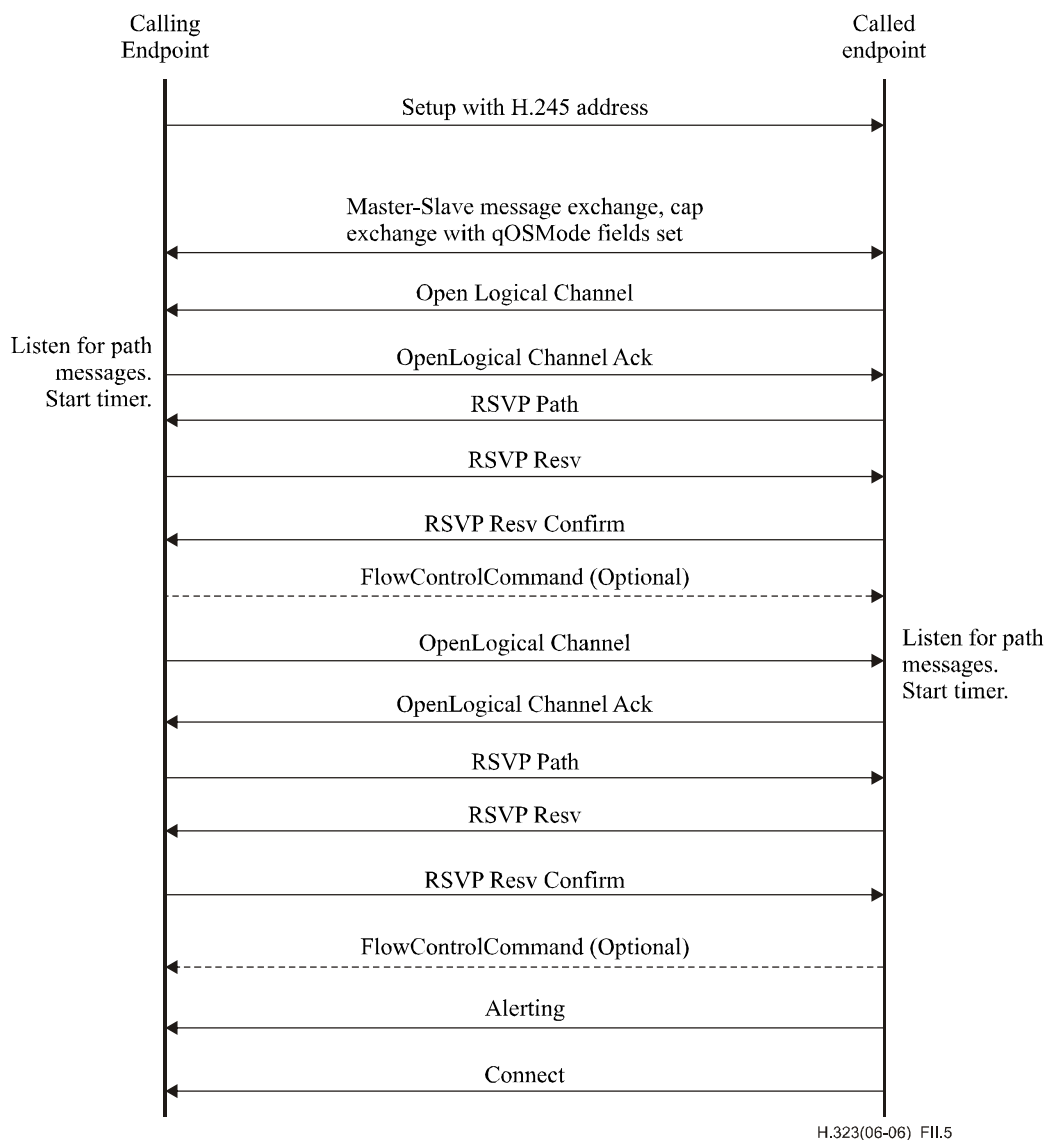 Calling
Endpoint
Called
endpoint
Setup with H.245 address
Master-Slave message exchange, cap
exchange with qOSMode fields set
Open Logical Channel
Listen for path
messages.
Start timer.
OpenLogical Channel Ack
RSVP Path
RSVP Resv
RSVP Resv Confirm
FlowControlCommand (Optional)
OpenLogical Channel
Listen for path
messages.
Start timer.
OpenLogical Channel Ack
RSVP Path
RSVP Resv
RSVP Resv Confirm
FlowControlCommand (Optional)
Alerting
Connect
H.323(06-06) FII.5